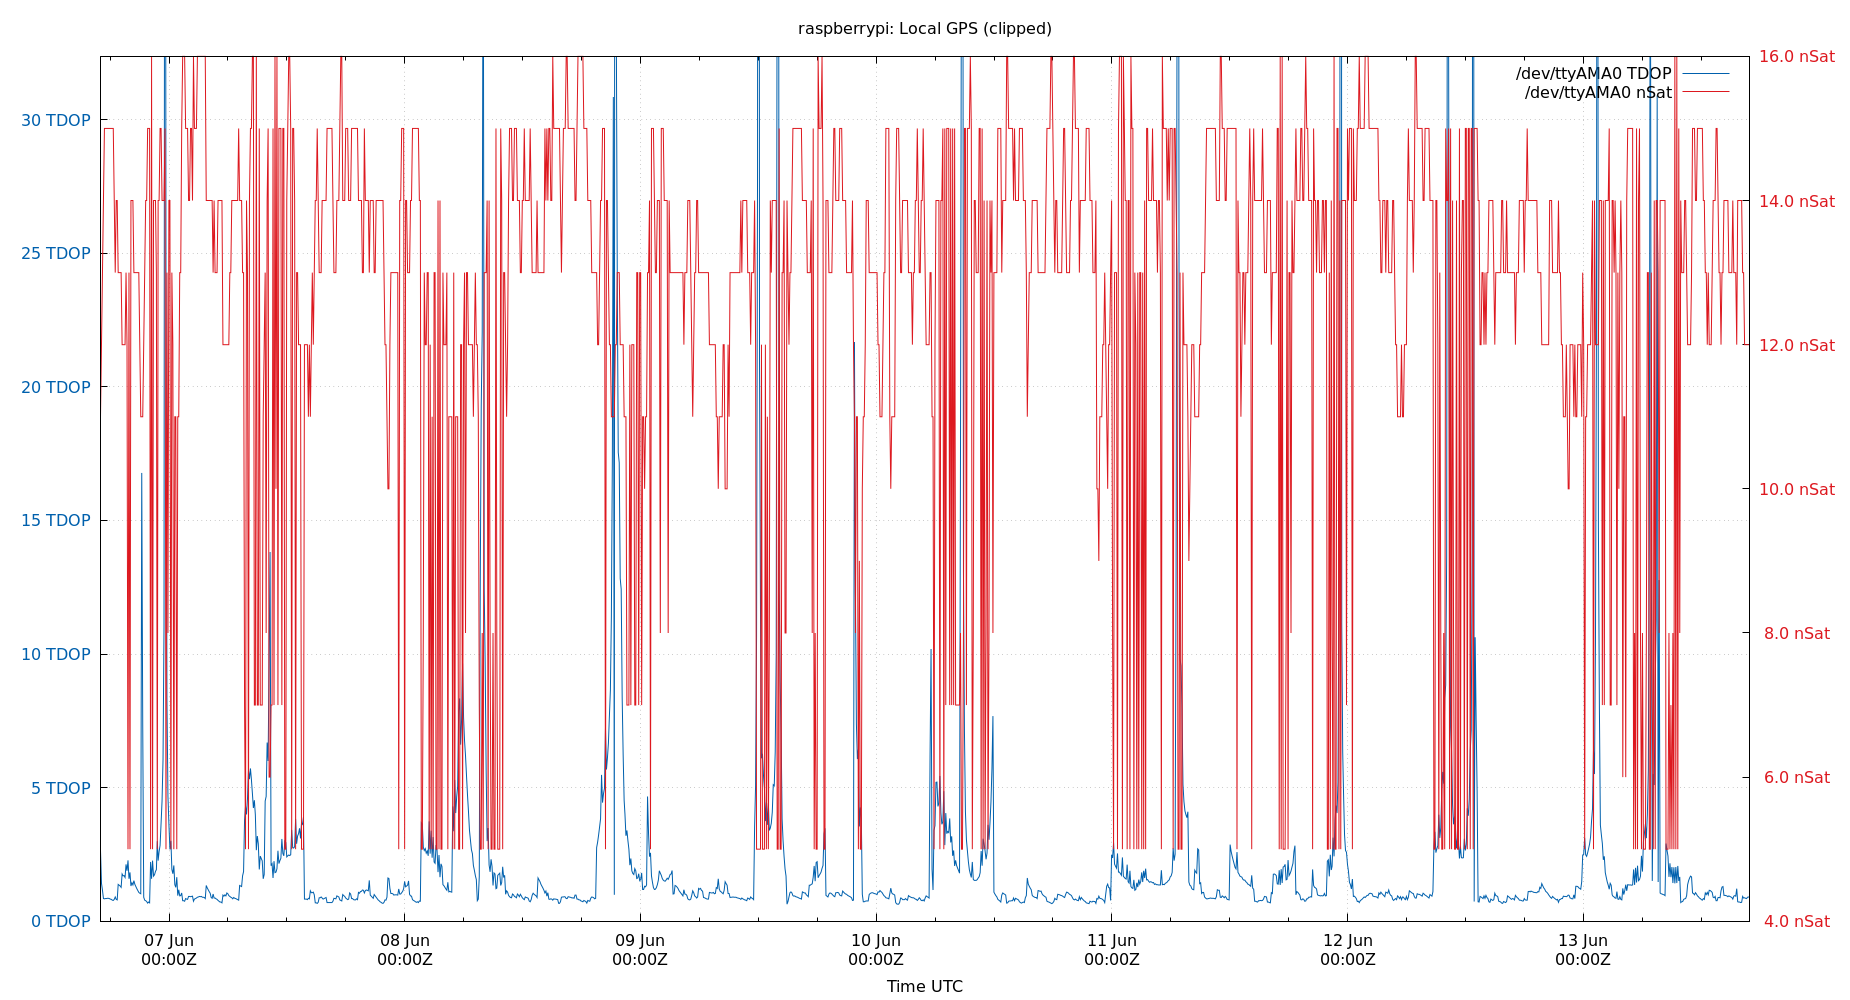 raspberrypi: Local GPS (clipped)
16.0 nSat
/dev/ttyAMA0 TDOP
/dev/ttyAMA0 nSat
30 TDOP
14.0 nSat
25 TDOP
12.0 nSat
20 TDOP
10.0 nSat
15 TDOP
8.0 nSat
10 TDOP
6.0 nSat
5 TDOP
0 TDOP
4.0 nSat
07 Jun 08 Jun 09 Jun 10 Jun 11 Jun 12 Jun 13 Jun
00:00Z 00:00Z 00:00Z 00:00Z 00:00Z 00:00Z 00:00Z
Time UTC